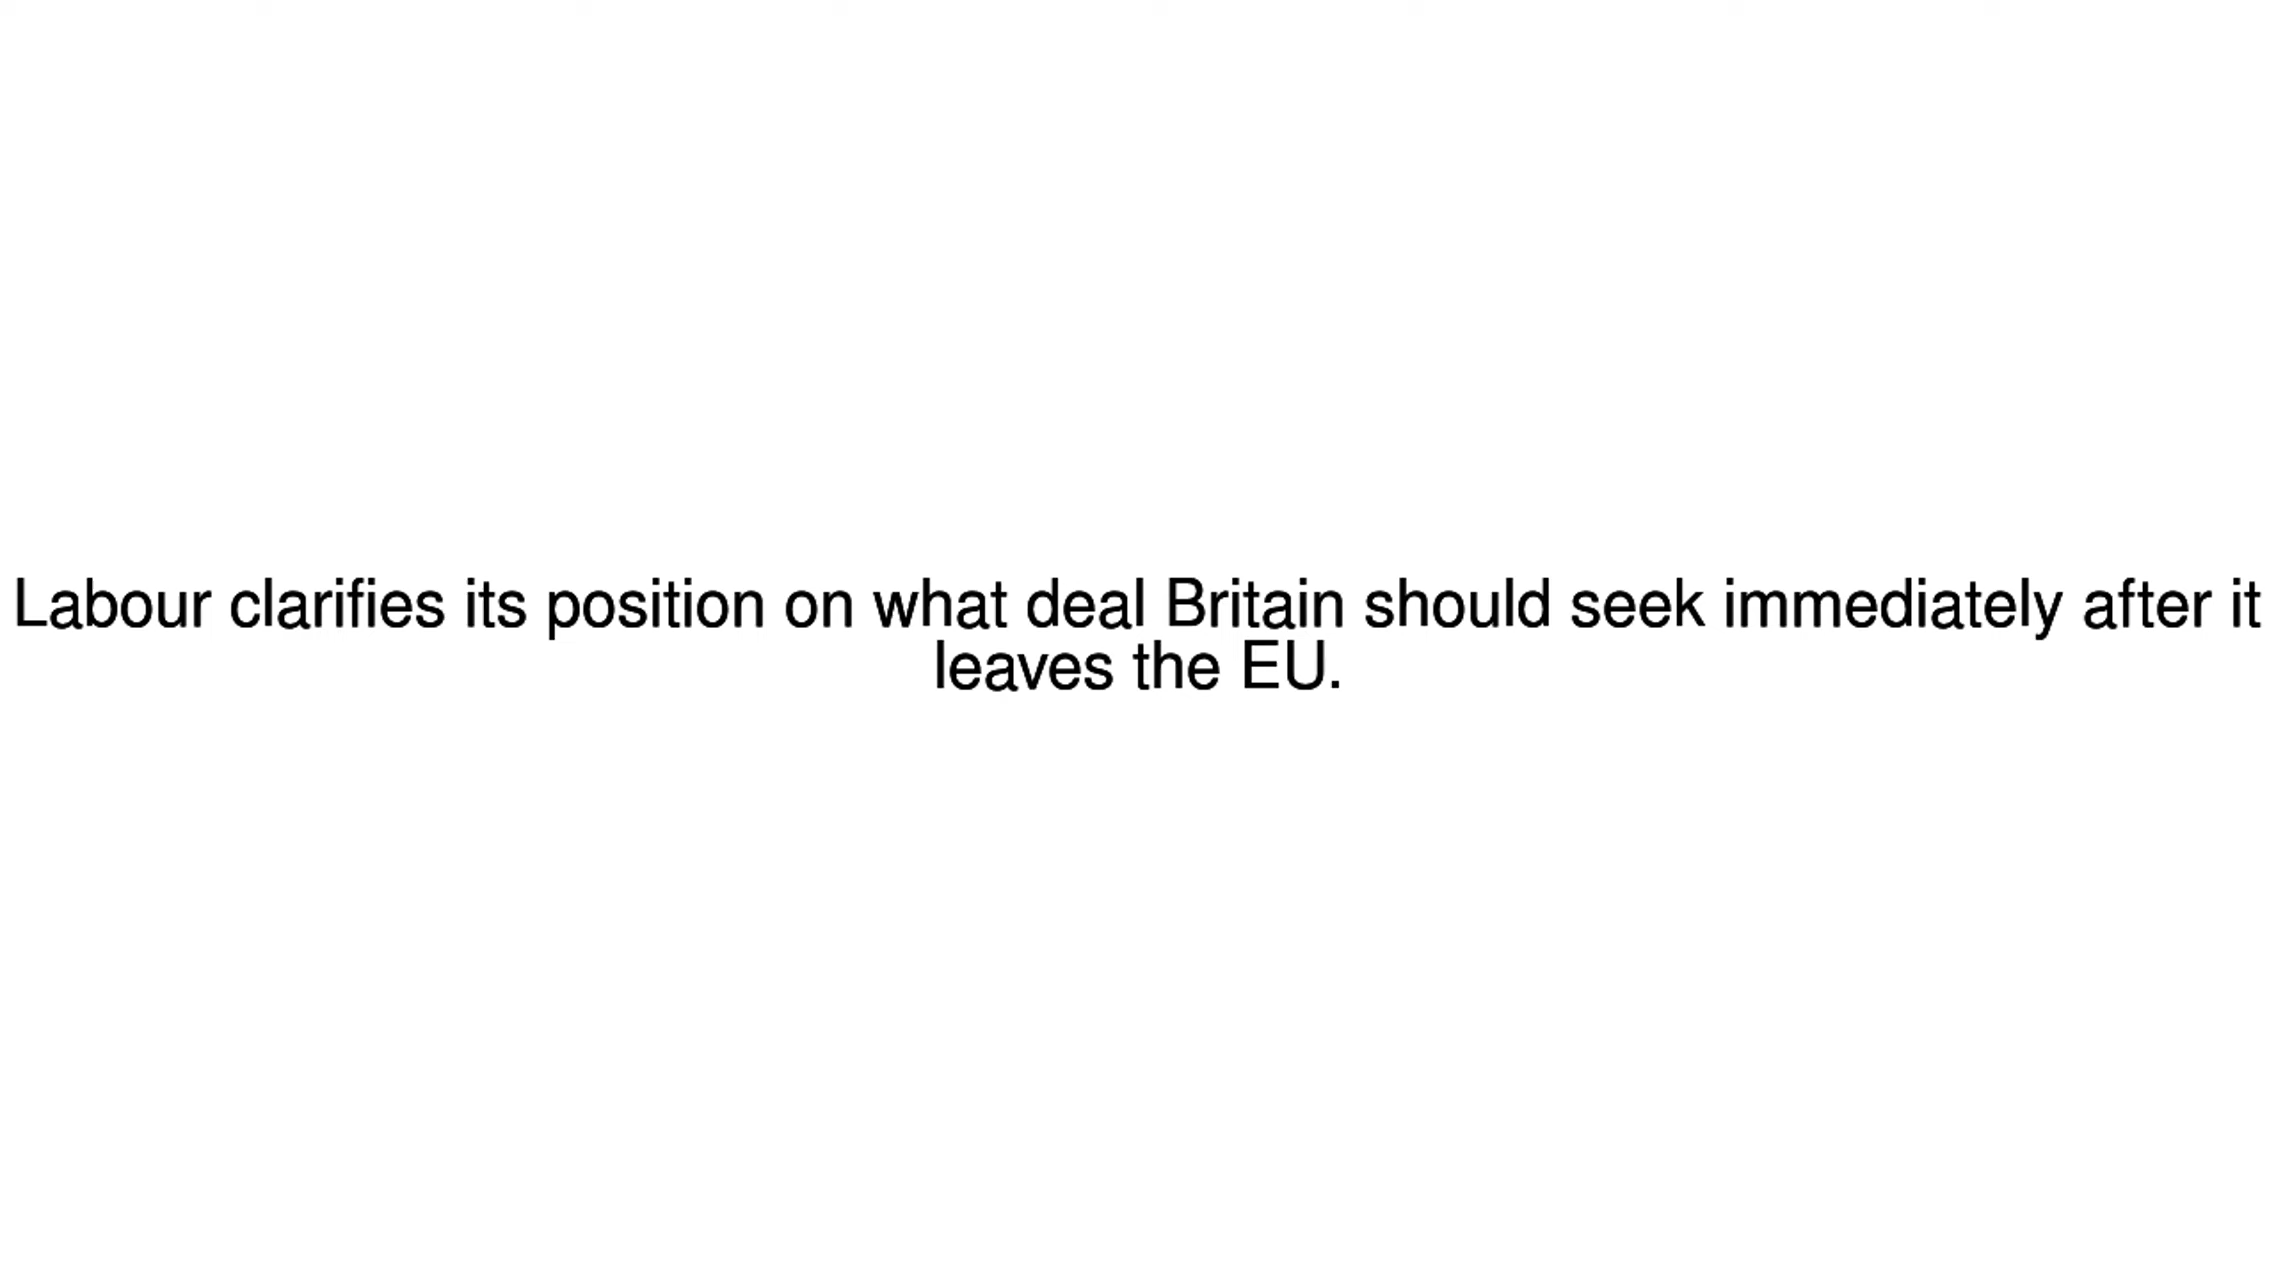 Labour clarifies its position on what deal Britain should seek immediately after it
leaves the EU.